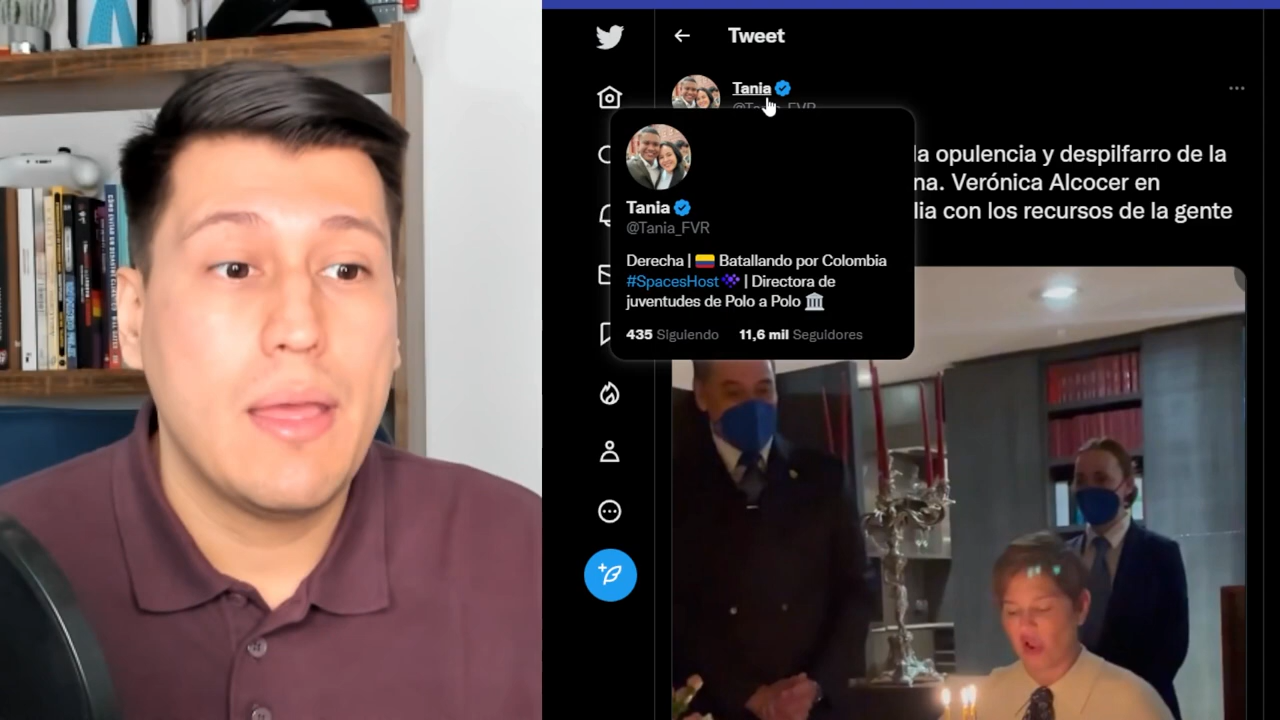 Tweet
Tania
@Tania_FVR
la opulencia y despilfarro de la
na. Verónica Alcocer en
lia con los recursos de la gente
Tania
@Tania_FVR
Derecha | 🇨🇴 Batallando por Colombia
#SpacesHost 👾 | Directora de
juventudes de Polo a Polo 🏛️
435 Siguiendo 11,6 mil Seguidores